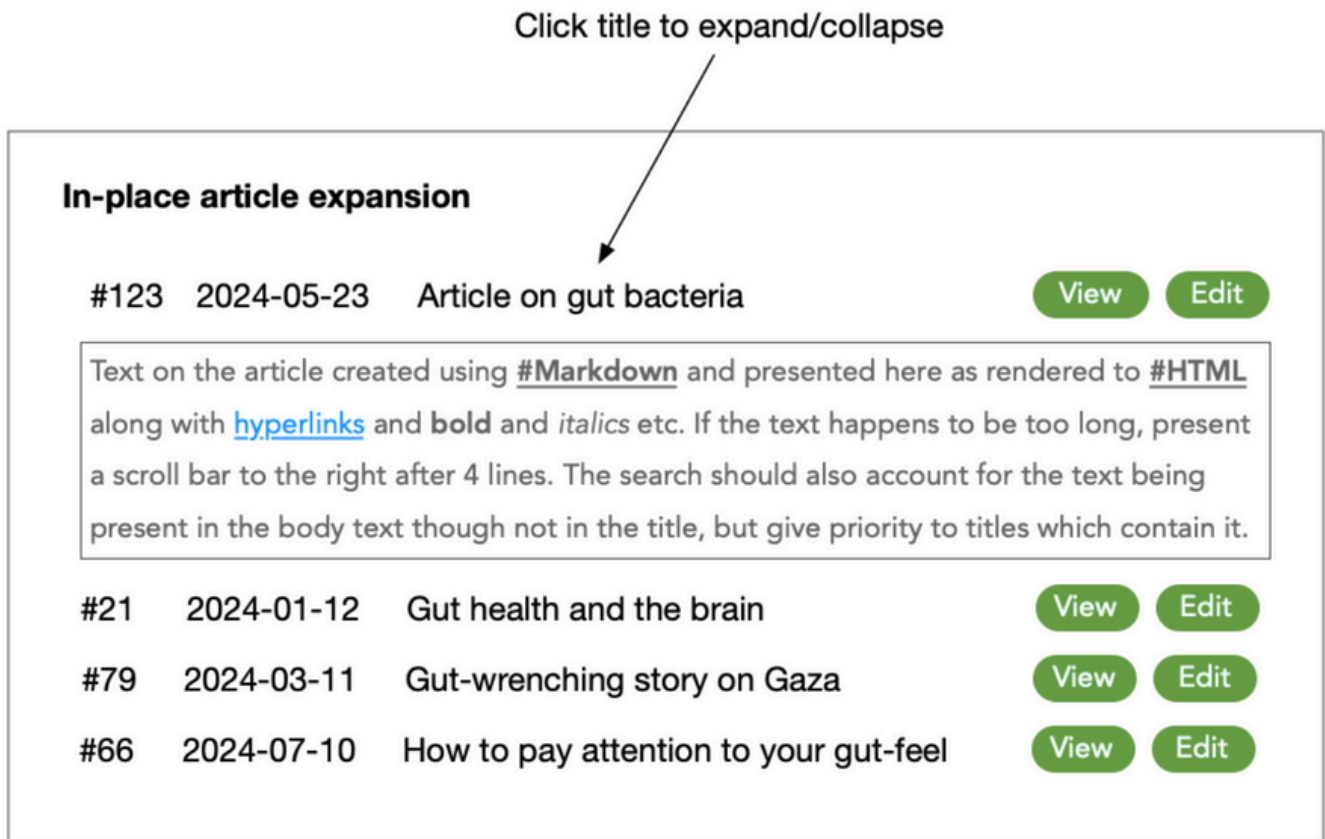 Click title to expand/collapse
In-place article expansion
#123 2024-05-23 Article on gut bacteria View Edit
Text on the article created using #Markdown and presented here as rendered to #HTML
along with hyperlinks and bold and italics etc. If the text happens to be too long, present
a scroll bar to the right after 4 lines. The search should also account for the text being
present in the body text though not in the title, but give priority to titles which contain it.
#21 2024-01-12 Gut health and the brain View Edit
#79 2024-03-11 Gut-wrenching story on Gaza View Edit
#66 2024-07-10 How to pay attention to your gut-feel View Edit